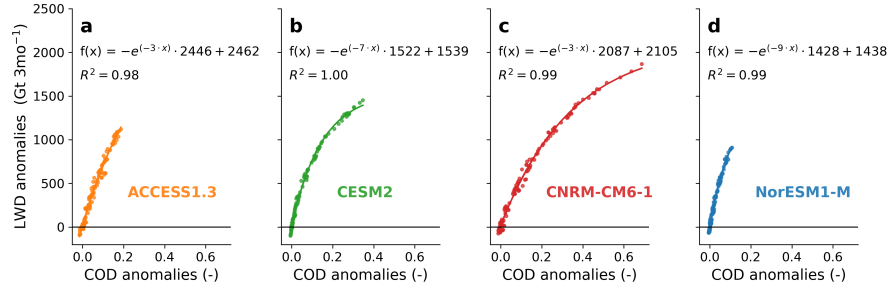 LWD anomalies (Gt 3mo⁻¹)
2500
2000
1500
1000
500
0
a
f(x) = −e^(−3·x) · 2446 + 2462
R² = 0.98
ACCESS1.3
0.0 0.2 0.4 0.6
COD anomalies (-)
b
f(x) = −e^(−7·x) · 1522 + 1539
R² = 1.00
CESM2
0.0 0.2 0.4 0.6
COD anomalies (-)
c
f(x) = −e^(−3·x) · 2087 + 2105
R² = 0.99
CNRM-CM6-1
0.0 0.2 0.4 0.6
COD anomalies (-)
d
f(x) = −e^(−9·x) · 1428 + 1438
R² = 0.99
NorESM1-M
0.0 0.2 0.4 0.6
COD anomalies (-)